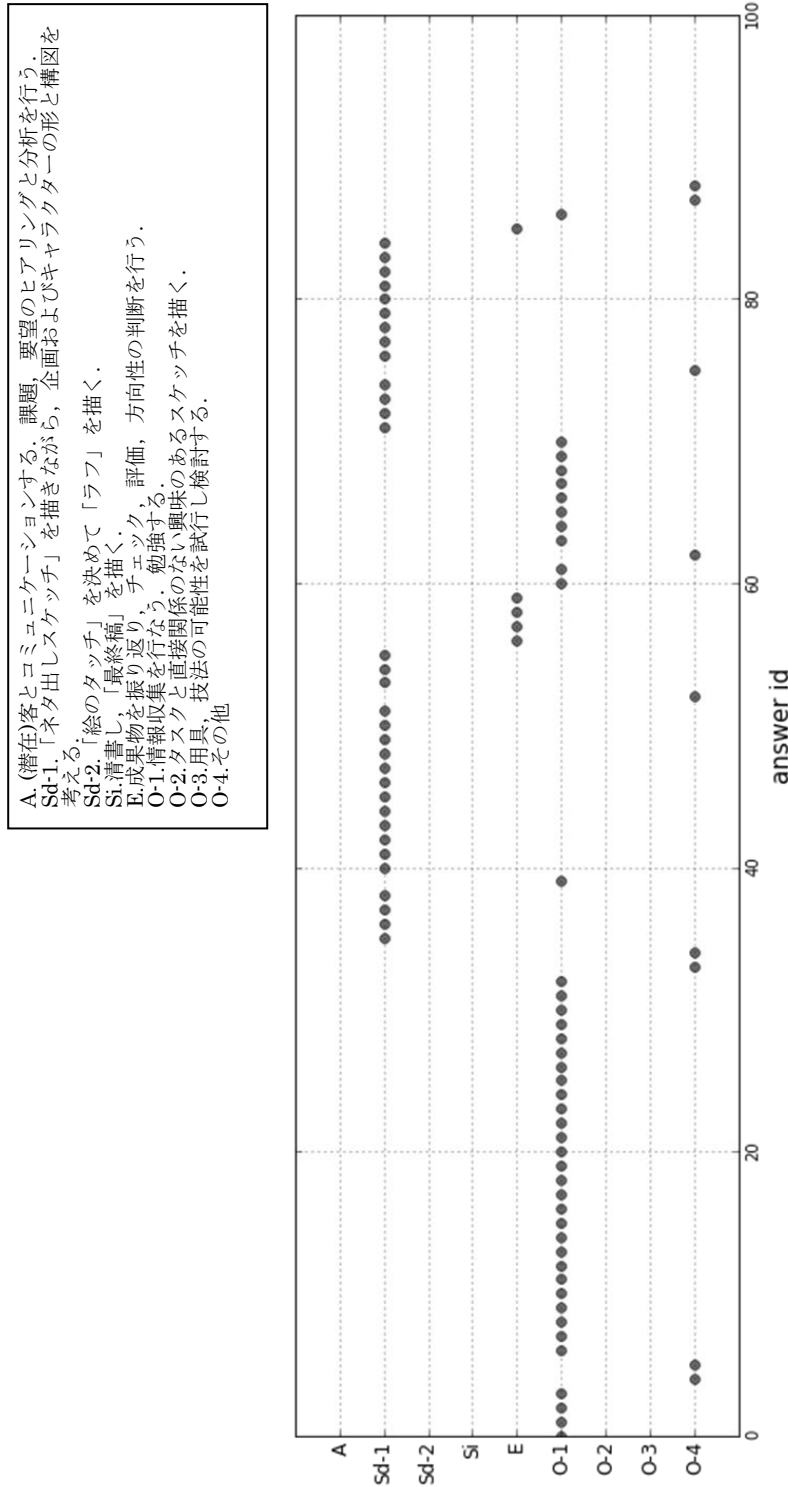 A. (潜在)客とコミュニケーションする．課題，要望のヒアリングと分析を行う．
Sd-1.「ネタ出しスケッチ」を描きながら，企画およびキャラクターの形と構図を
考える．
Sd-2.「絵のタッチ」を決めて「ラフ」を描く．
Si.清書し，「最終稿」を描く．
E.成果物を振り返り，チェック，評価，方向性の判断を行う．
O-1.情報収集を行なう．勉強する．
O-2.タスクと直接関係のない興味のあるスケッチを描く．
O-3.用具，技法の可能性を試行し検討する．
O-4.その他
A
Sd-1
Sd-2
Si
E
O-1
O-2
O-3
O-4
0
20
40
60
80
100
answer id